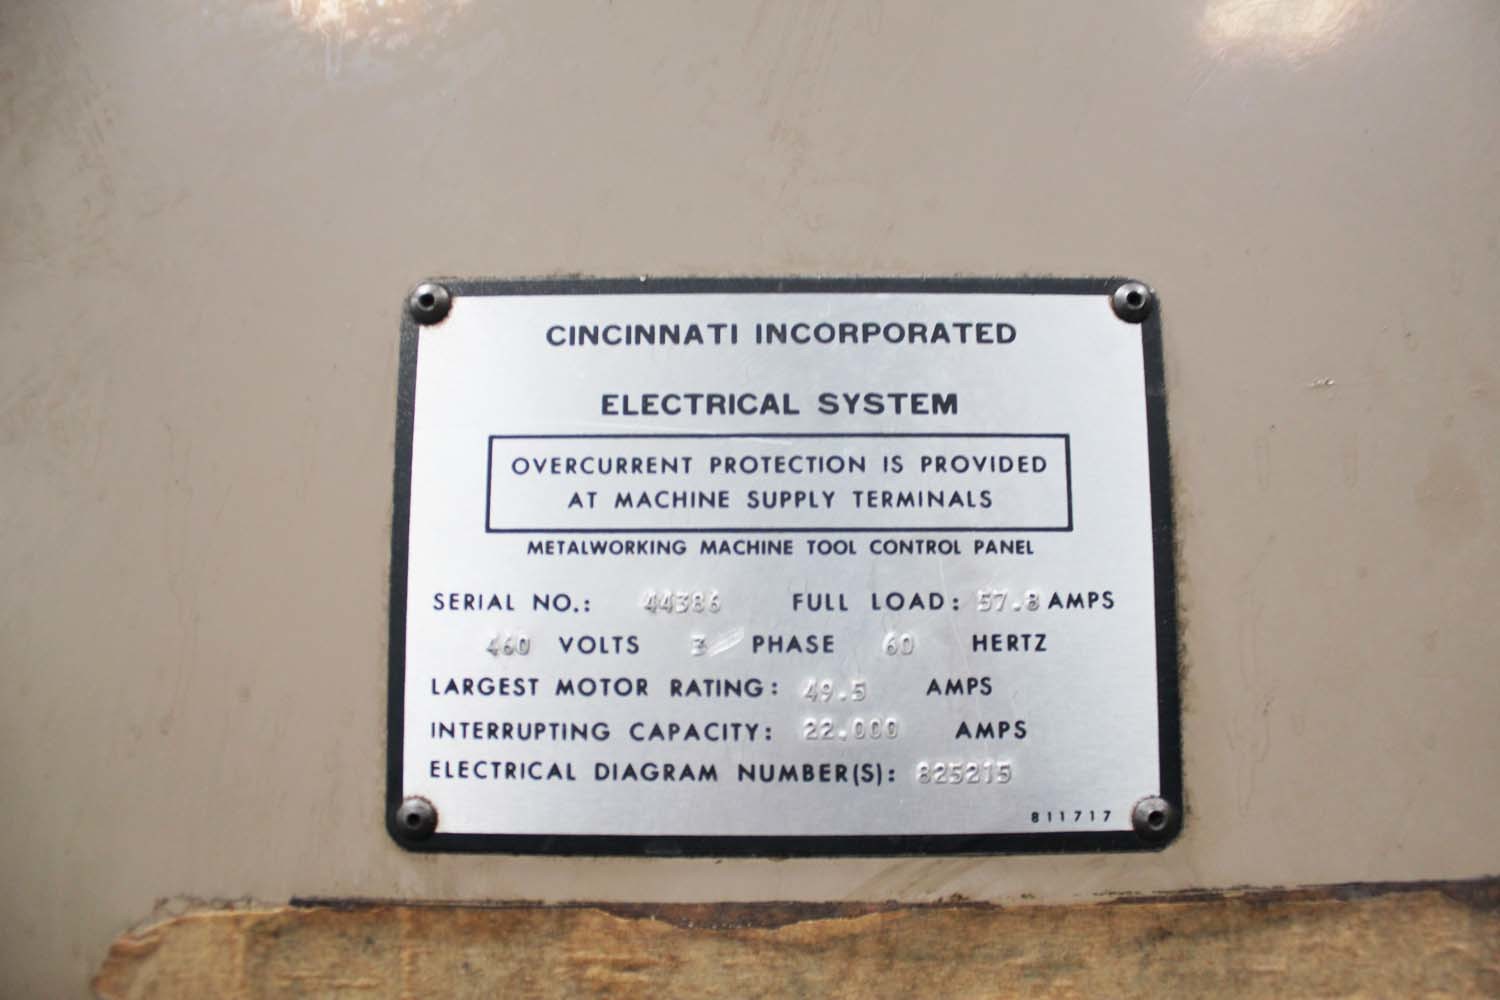 CINCINNATI INCORPORATED
ELECTRICAL SYSTEM
OVERCURRENT PROTECTION IS PROVIDED
AT MACHINE SUPPLY TERMINALS
METALWORKING MACHINE TOOL CONTROL PANEL
SERIAL NO.: 44386 FULL LOAD: 57.8 AMPS
460 VOLTS 3 PHASE 60 HERTZ
LARGEST MOTOR RATING: 49.5 AMPS
INTERRUPTING CAPACITY: 22.000 AMPS
ELECTRICAL DIAGRAM NUMBER(S): 825215
811717